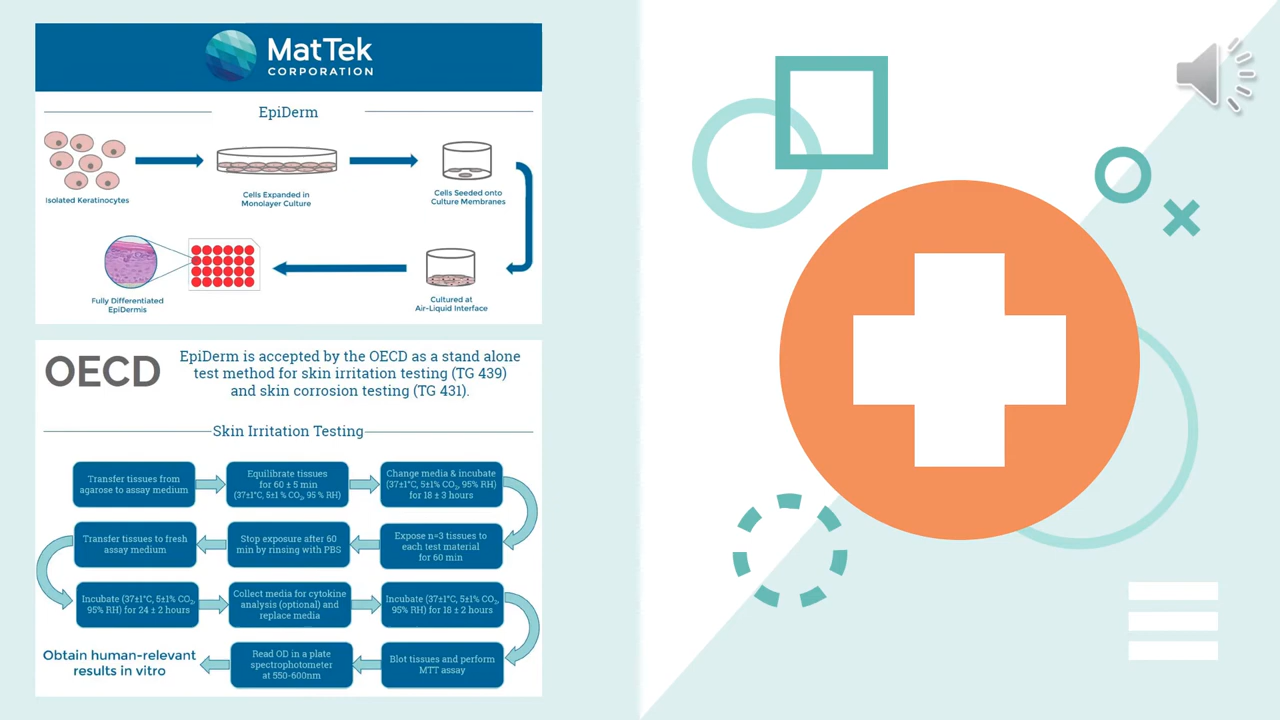 MatTek
CORPORATION
EpiDerm
Isolated Keratinocytes
Cells Expanded in
Monolayer Culture
Cells Seeded onto
Culture Membranes
Fully Differentiated
EpiDermis
Cultured at
Air-Liquid Interface
OECD
EpiDerm is accepted by the OECD as a stand alone
test method for skin irritation testing (TG 439)
and skin corrosion testing (TG 431).
Skin Irritation Testing
Transfer tissues from
agarose to assay medium
Equilibrate tissues
for 60 ± 5 min
(37±1°C, 5±1 % CO₂, 95 % RH)
Change media & incubate
(37±1°C, 5±1% CO₂, 95% RH)
for 18 ± 3 hours
Expose n=3 tissues to
each test material
for 60 min
Stop exposure after 60
min by rinsing with PBS
Transfer tissues to fresh
assay medium
Incubate (37±1°C, 5±1% CO₂,
95% RH) for 24 ± 2 hours
Collect media for cytokine
analysis (optional) and
replace media
Incubate (37±1°C, 5±1% CO₂,
95% RH) for 18 ± 2 hours
Blot tissues and perform
MTT assay
Read OD in a plate
spectrophotometer
at 550-600nm
Obtain human-relevant
results in vitro